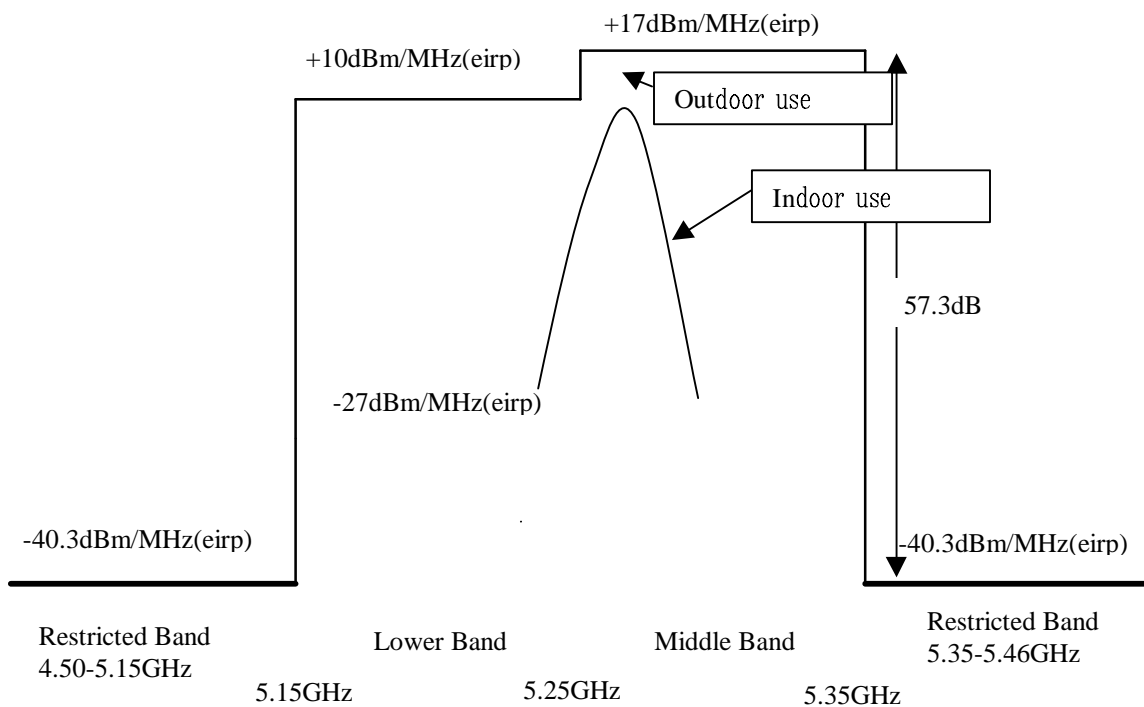 +17dBm/MHz(eirp)
+10dBm/MHz(eirp)
Outdoor use
Indoor use
57.3dB
-27dBm/MHz(eirp)
-40.3dBm/MHz(eirp)
-40.3dBm/MHz(eirp)
Restricted Band
4.50-5.15GHz
Lower Band
Middle Band
Restricted Band
5.35-5.46GHz
5.15GHz
5.25GHz
5.35GHz